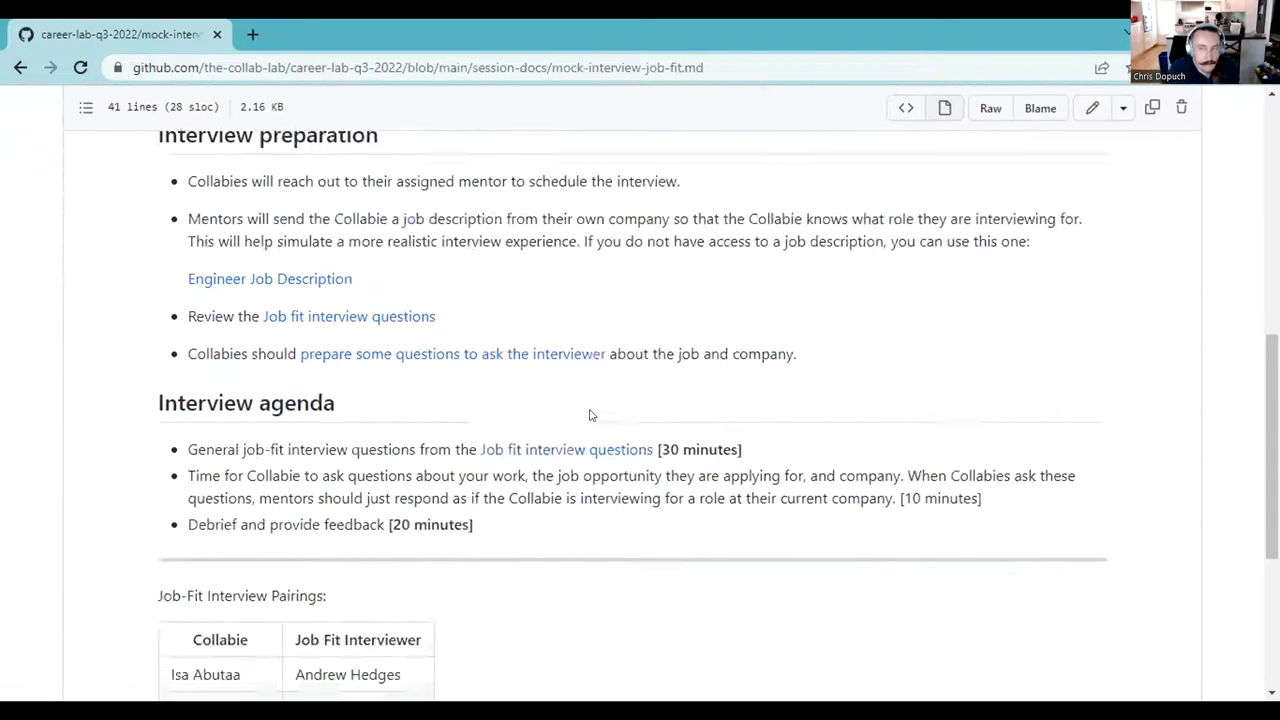 career-lab-q3-2022/mock-inten
github.com/the-collab-lab/career-lab-q3-2022/blob/main/session-docs/mock-interview-job-fit.md
Chris Dopuch
41 lines (28 sloc) 2.16 KB
Raw Blame
Interview preparation
Collabies will reach out to their assigned mentor to schedule the interview.
Mentors will send the Collabie a job description from their own company so that the Collabie knows what role they are interviewing for.
This will help simulate a more realistic interview experience. If you do not have access to a job description, you can use this one:
Engineer Job Description
Review the Job fit interview questions
Collabies should prepare some questions to ask the interviewer about the job and company.
Interview agenda
General job-fit interview questions from the Job fit interview questions [30 minutes]
Time for Collabie to ask questions about your work, the job opportunity they are applying for, and company. When Collabies ask these
questions, mentors should just respond as if the Collabie is interviewing for a role at their current company. [10 minutes]
Debrief and provide feedback [20 minutes]
Job-Fit Interview Pairings:
Collabie Job Fit Interviewer
Isa Abutaa Andrew Hedges